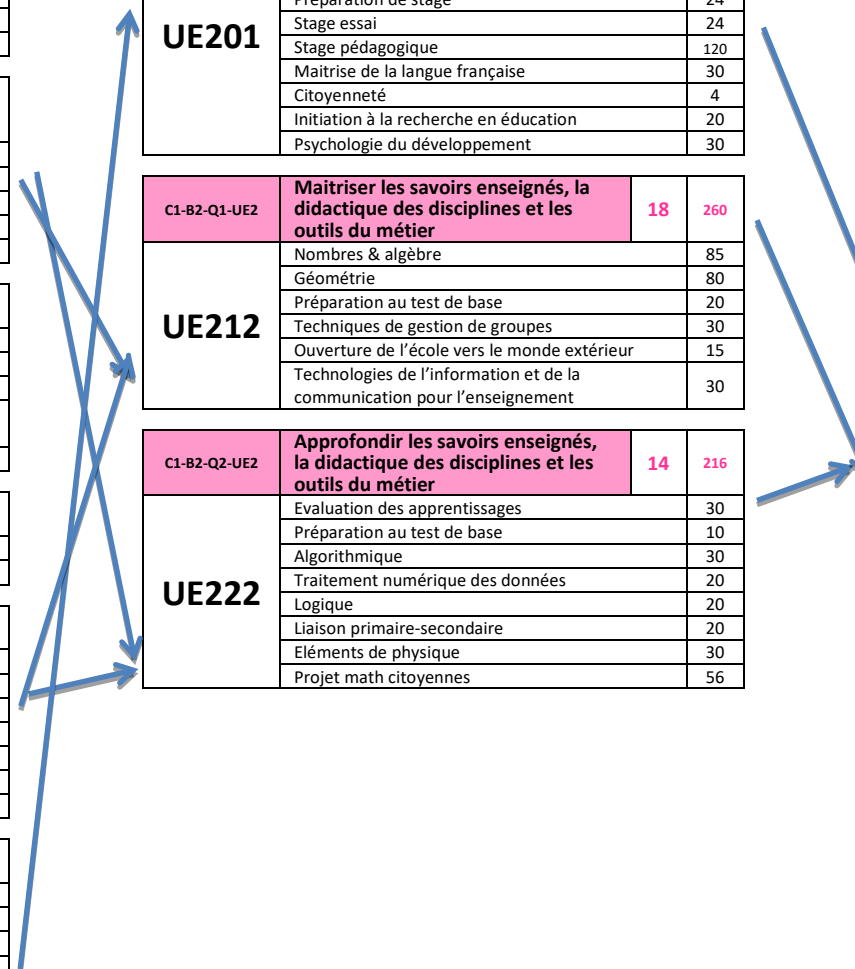 Préparation de stage 24
UE201
Stage essai 24
Stage pédagogique 120
Maitrise de la langue française 30
Citoyenneté 4
Initiation à la recherche en éducation 20
Psychologie du développement 30
C1-B2-Q1-UE2
Maitriser les savoirs enseignés, la
didactique des disciplines et les
outils du métier
18 260
UE212
Nombres & algèbre 85
Géométrie 80
Préparation au test de base 20
Techniques de gestion de groupes 30
Ouverture de l’école vers le monde extérieur 15
Technologies de l’information et de la
communication pour l’enseignement
30
C1-B2-Q2-UE2
Approfondir les savoirs enseignés,
la didactique des disciplines et les
outils du métier
14 216
UE222
Evaluation des apprentissages 30
Préparation au test de base 10
Algorithmique 30
Traitement numérique des données 20
Logique 20
Liaison primaire-secondaire 20
Eléments de physique 30
Projet math citoyennes 56